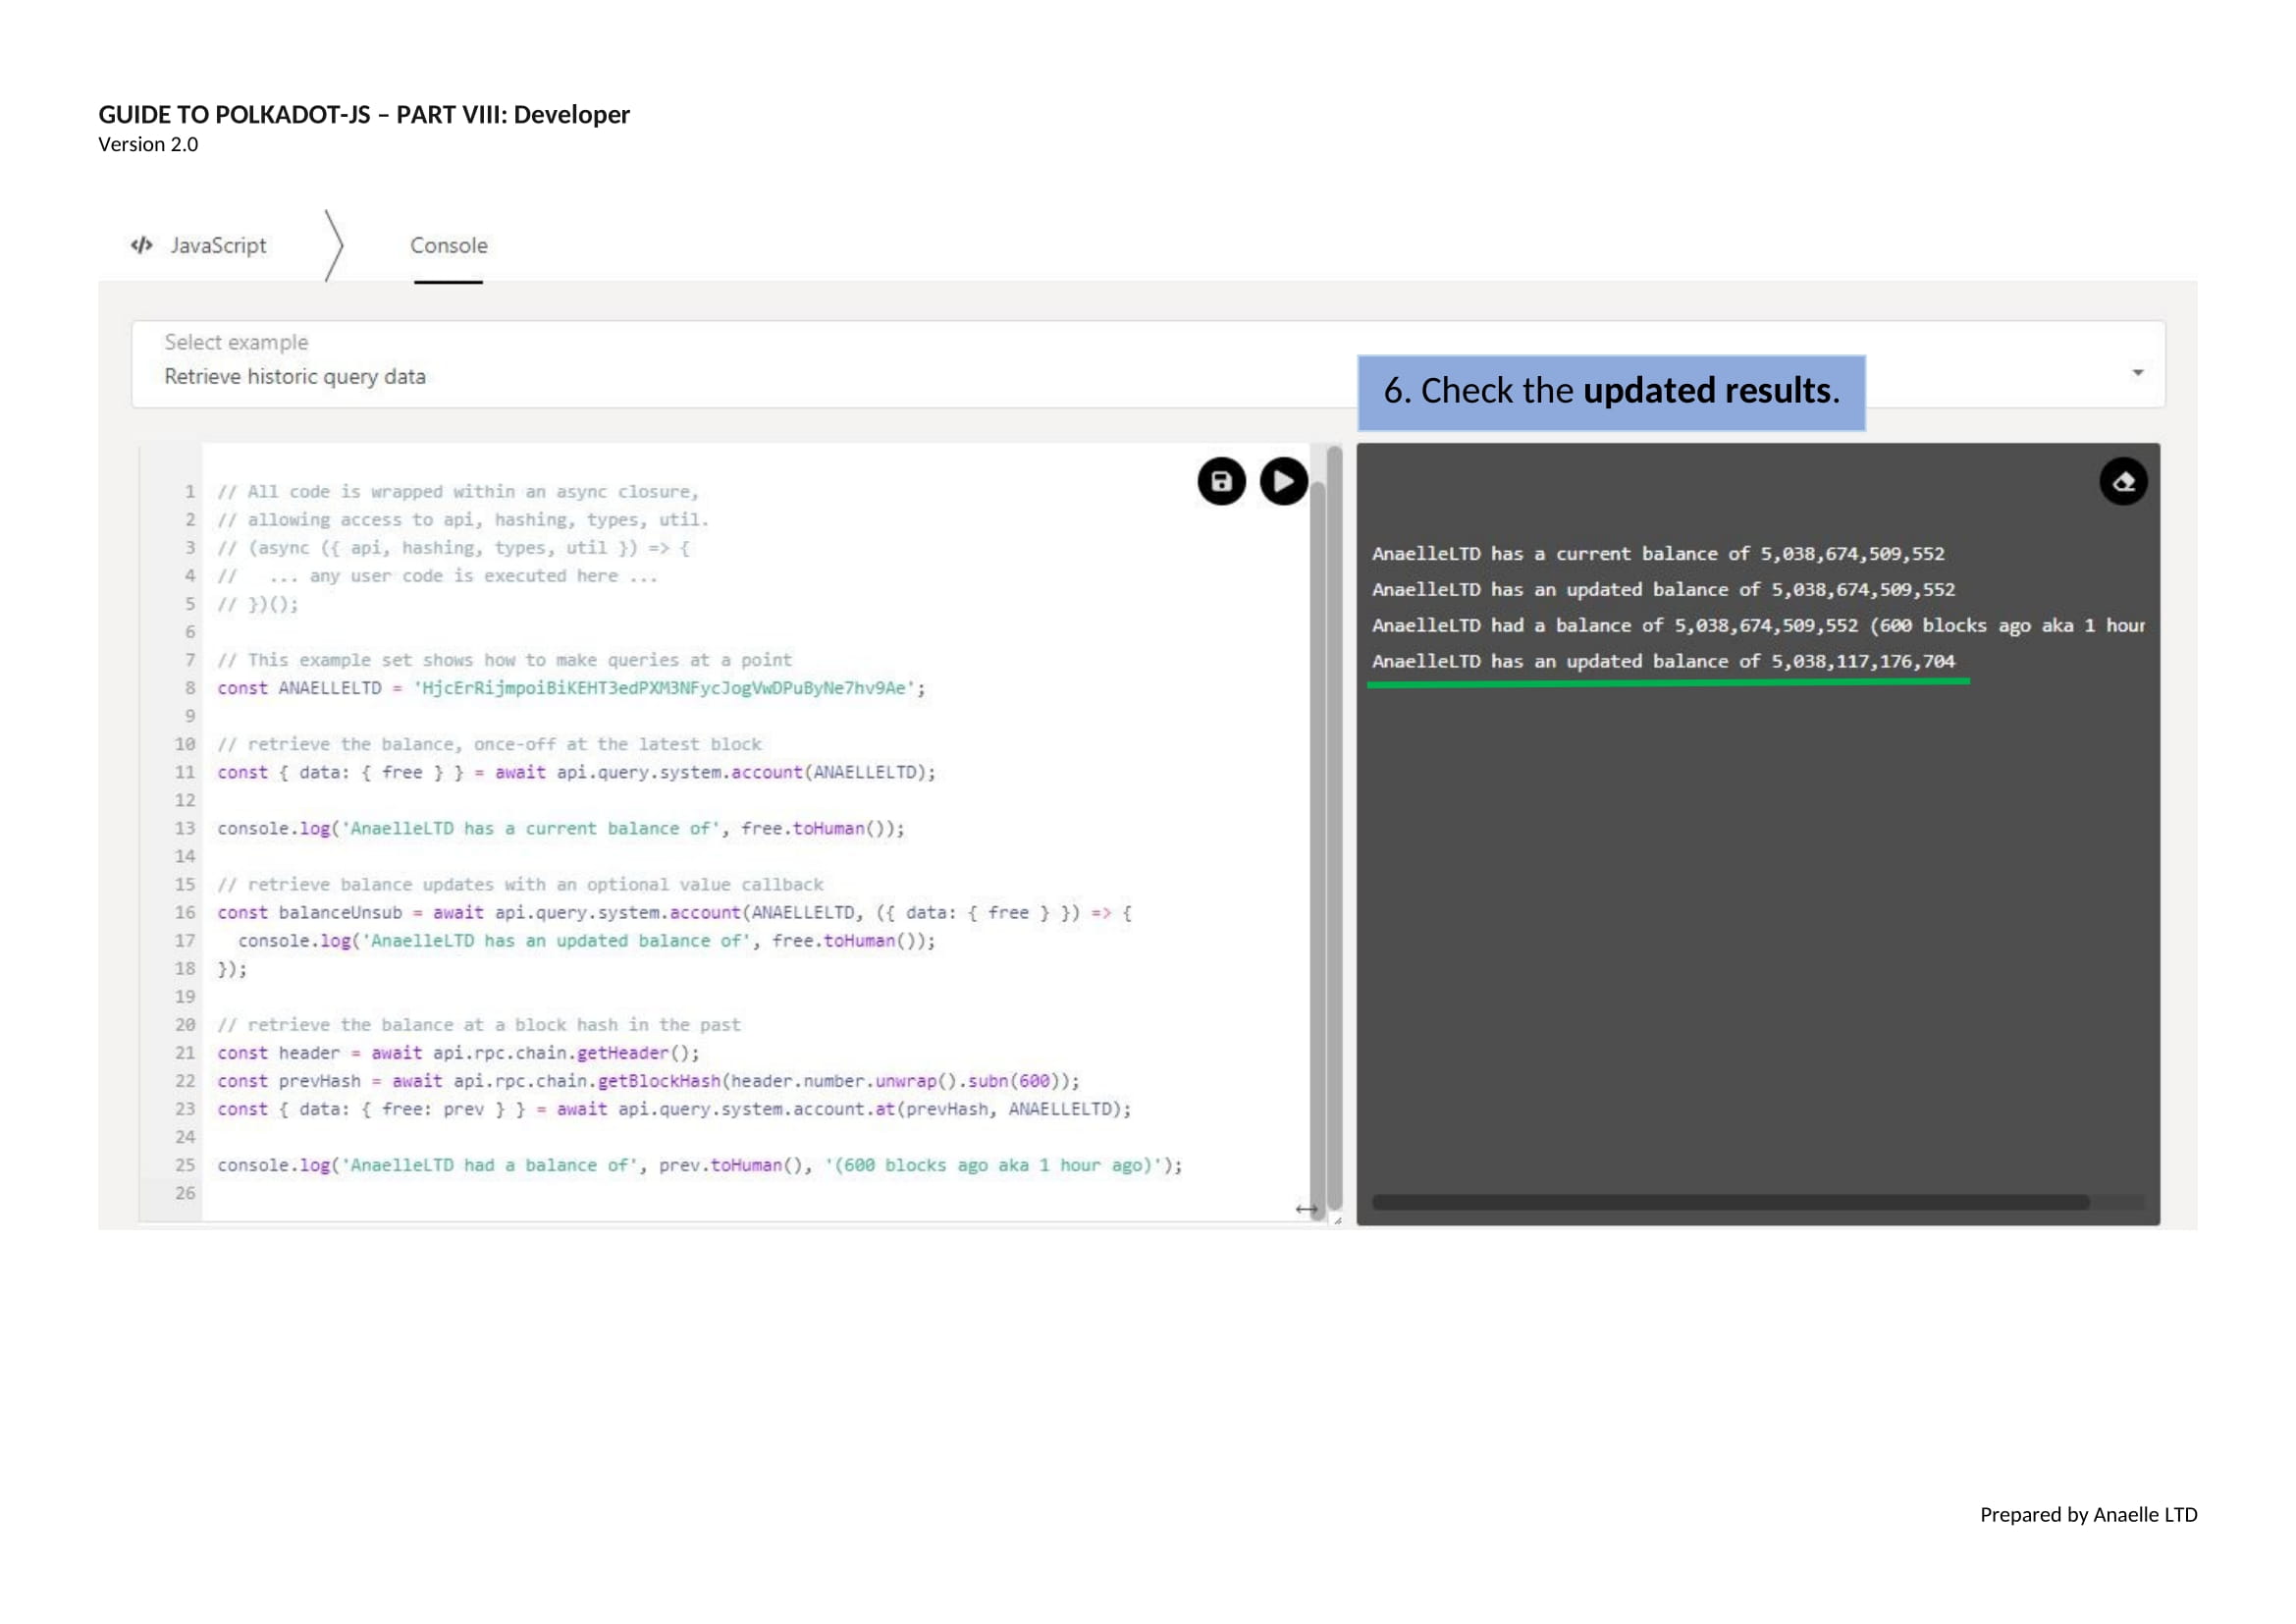 GUIDE TO POLKADOT-JS – PART VIII: Developer
Version 2.0
JavaScript
Console
Select example
Retrieve historic query data
6. Check the updated results.
1 // All code is wrapped within an async closure,
2 // allowing access to api, hashing, types, util.
3 // (async ({ api, hashing, types, util }) => {
4 //   ... any user code is executed here ...
5 // })();
6
7 // This example set shows how to make queries at a point
8 const ANAELLELTD = 'HjcErRijmpoiBiKEHT3edPXM3NFycJogVwDPuByNe7hv9Ae';
9
10 // retrieve the balance, once-off at the latest block
11 const { data: { free } } = await api.query.system.account(ANAELLELTD);
12
13 console.log('AnaelleLTD has a current balance of', free.toHuman());
14
15 // retrieve balance updates with an optional value callback
16 const balanceUnsub = await api.query.system.account(ANAELLELTD, ({ data: { free } }) => {
17   console.log('AnaelleLTD has an updated balance of', free.toHuman());
18 });
19
20 // retrieve the balance at a block hash in the past
21 const header = await api.rpc.chain.getHeader();
22 const prevHash = await api.rpc.chain.getBlockHash(header.number.unwrap().subn(600));
23 const { data: { free: prev } } = await api.query.system.account.at(prevHash, ANAELLELTD);
24
25 console.log('AnaelleLTD had a balance of', prev.toHuman(), '(600 blocks ago aka 1 hour ago)');
26
AnaelleLTD has a current balance of 5,038,674,509,552
AnaelleLTD has an updated balance of 5,038,674,509,552
AnaelleLTD had a balance of 5,038,674,509,552 (600 blocks ago aka 1 hour
AnaelleLTD has an updated balance of 5,038,117,176,704
Prepared by Anaelle LTD